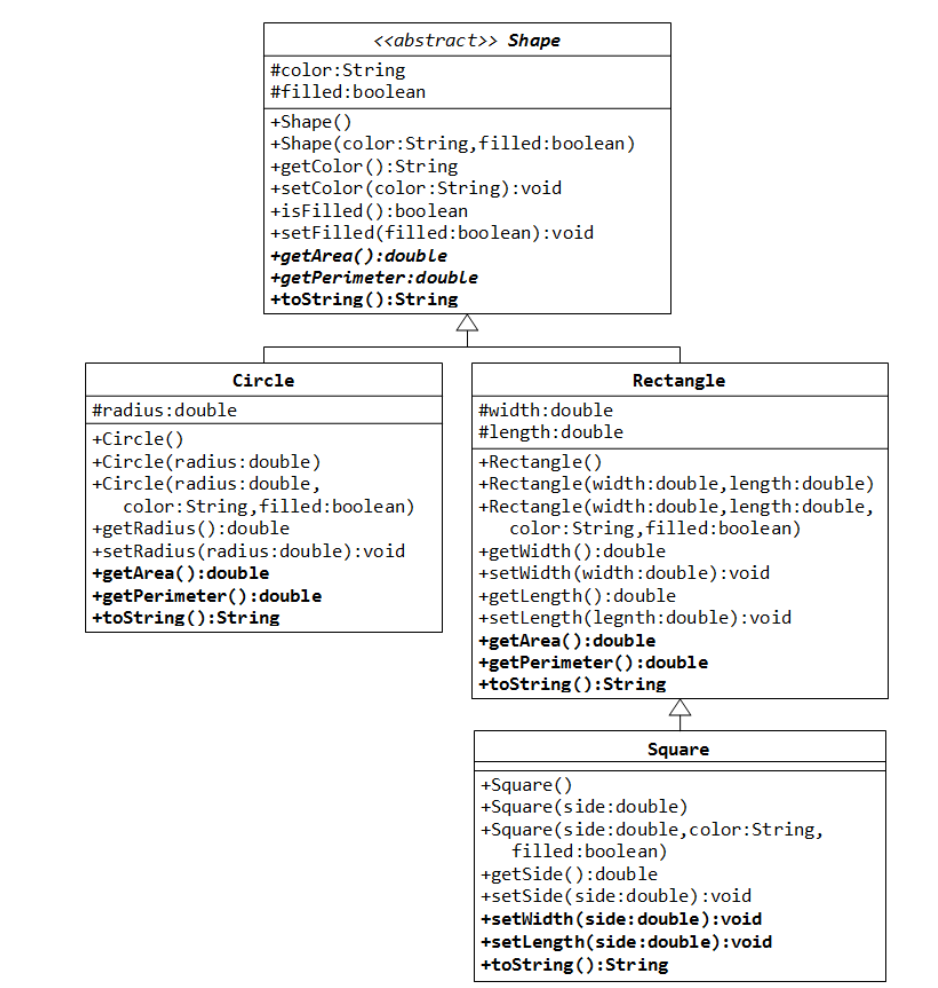 <<abstract>> Shape
#color:String
#filled:boolean
+Shape()
+Shape(color:String,filled:boolean)
+getColor():String
+setColor(color:String):void
+isFilled():boolean
+setFilled(filled:boolean):void
+getArea():double
+getPerimeter:double
+toString():String
Circle
#radius:double
+Circle()
+Circle(radius:double)
+Circle(radius:double,
color:String,filled:boolean)
+getRadius():double
+setRadius(radius:double):void
+getArea():double
+getPerimeter():double
+toString():String
Rectangle
#width:double
#length:double
+Rectangle()
+Rectangle(width:double,length:double)
+Rectangle(width:double,length:double,
color:String,filled:boolean)
+getWidth():double
+setWidth(width:double):void
+getLength():double
+setLength(legnth:double):void
+getArea():double
+getPerimeter():double
+toString():String
Square
+Square()
+Square(side:double)
+Square(side:double,color:String,
filled:boolean)
+getSide():double
+setSide(side:double):void
+setWidth(side:double):void
+setLength(side:double):void
+toString():String